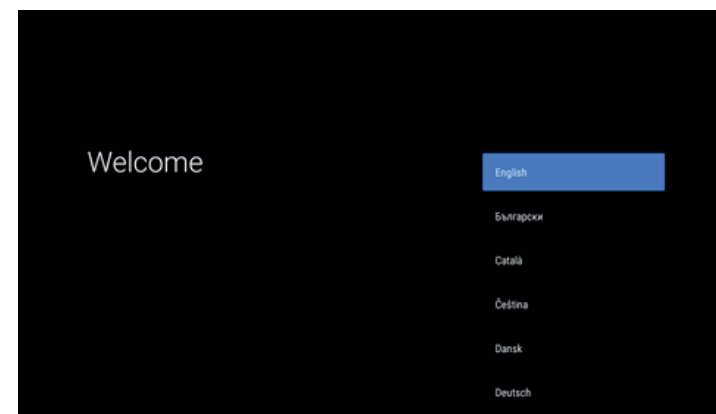 Welcome
English
Български
Català
Čeština
Dansk
Deutsch